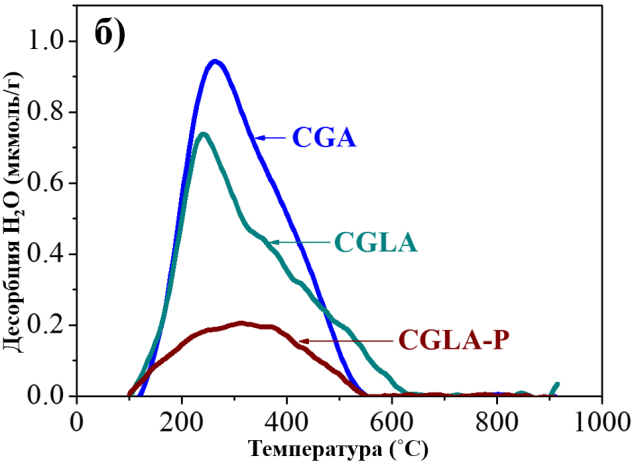 б)
Десорбция H₂O (мкмоль/г)
1.0
0.8
0.6
0.4
0.2
0.0
CGA
CGLA
CGLA-P
0 200 400 600 800 1000
Температура (˚C)